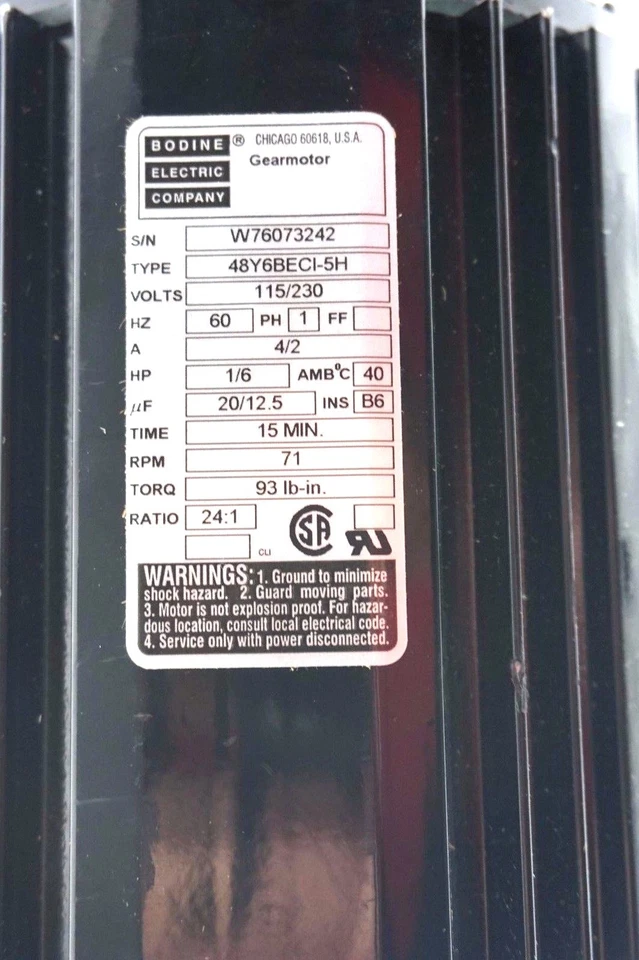 BODINE ® CHICAGO 60618, U.S.A.
ELECTRIC Gearmotor
COMPANY
S/N W76073242
TYPE 48Y6BECI-5H
VOLTS 115/230
HZ 60 PH 1 FF
A 4/2
HP 1/6 AMB°C 40
µF 20/12.5 INS B6
TIME 15 MIN.
RPM 71
TORQ 93 lb-in.
RATIO 24:1 SA RU
CLI
WARNINGS: 1. Ground to minimize
shock hazard. 2. Guard moving parts.
3. Motor is not explosion proof. For hazar-
dous location, consult local electrical code.
4. Service only with power disconnected.